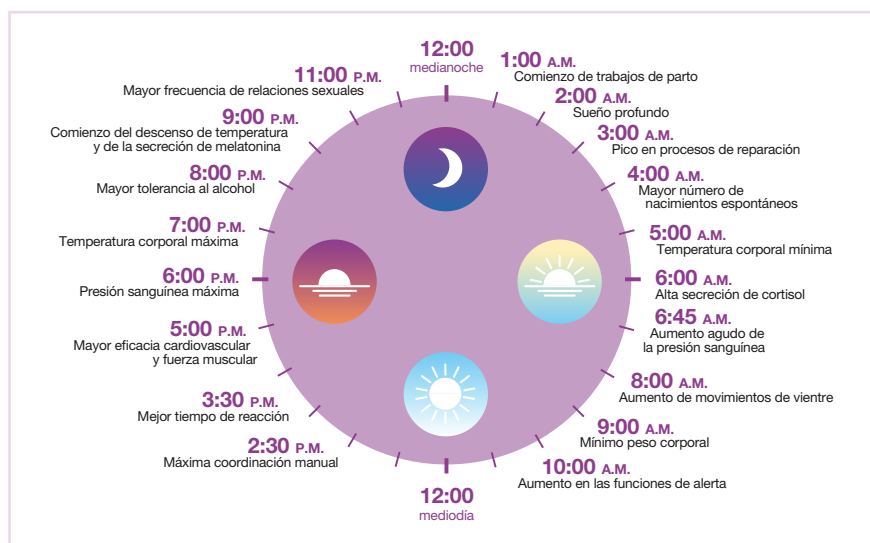 12:00
medianoche
1:00 A.M.
Comienzo de trabajos de parto
2:00 A.M.
Sueño profundo
3:00 A.M.
Pico en procesos de reparación
4:00 A.M.
Mayor número de
nacimientos espontáneos
5:00 A.M.
Temperatura corporal mínima
6:00 A.M.
Alta secreción de cortisol
6:45 A.M.
Aumento agudo de
la presión sanguínea
8:00 A.M.
Aumento de movimientos de vientre
9:00 A.M.
Mínimo peso corporal
10:00 A.M.
Aumento en las funciones de alerta
12:00
mediodía
2:30 P.M.
Máxima coordinación manual
3:30 P.M.
Mejor tiempo de reacción
5:00 P.M.
Mayor eficacia cardiovascular
y fuerza muscular
6:00 P.M.
Presión sanguínea máxima
7:00 P.M.
Temperatura corporal máxima
8:00 P.M.
Mayor tolerancia al alcohol
9:00 P.M.
Comienzo del descenso de temperatura
y de la secreción de melatonina
11:00 P.M.
Mayor frecuencia de relaciones sexuales